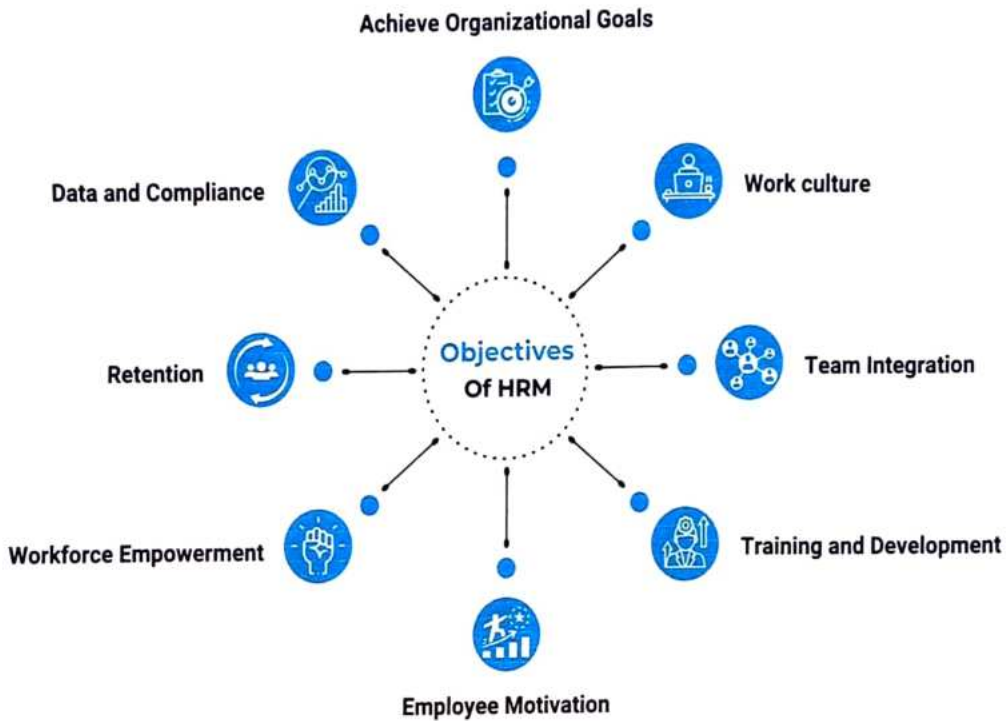 Achieve Organizational Goals
Data and Compliance
Work culture
Retention
Objectives
Of HRM
Team Integration
Workforce Empowerment
Training and Development
Employee Motivation